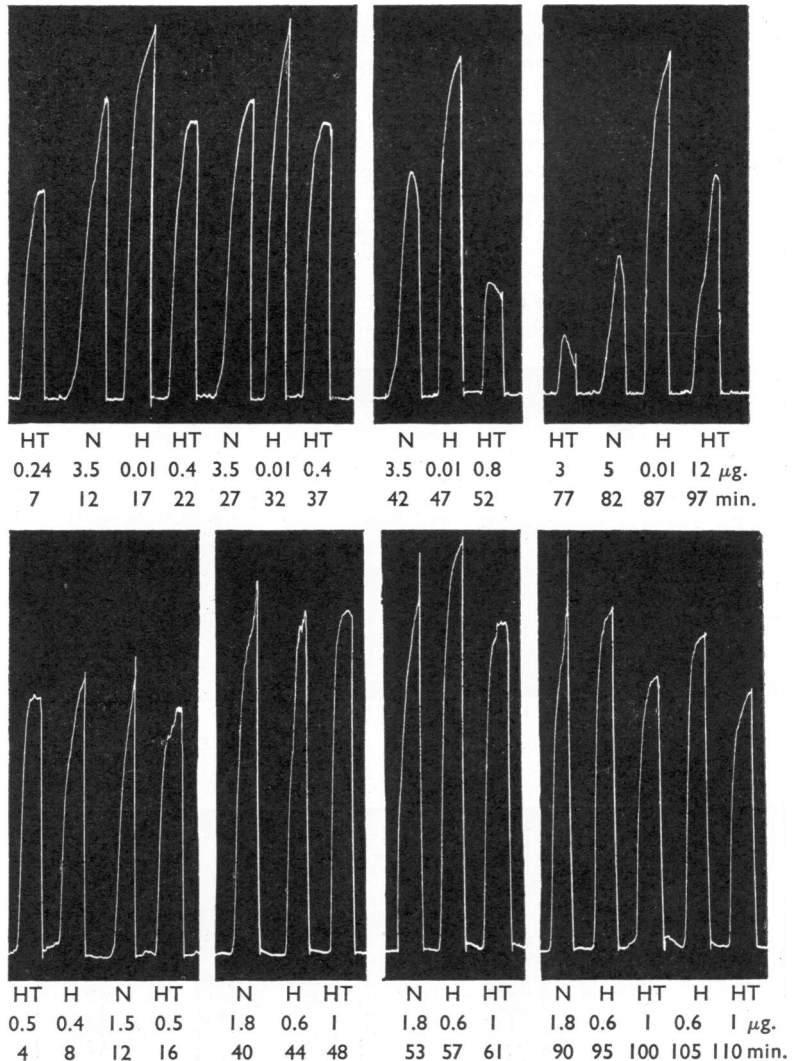 HT N H HT N H HT N H HT HT N H HT
0.24 3.5 0.01 0.4 3.5 0.01 0.4 3.5 0.01 0.8 3 5 0.01 12 μg.
7 12 17 22 27 32 37 42 47 52 77 82 87 97 min.
HT H N HT N H HT N H HT N H HT H HT
0.5 0.4 1.5 0.5 1.8 0.6 1 1.8 0.6 1 1.8 0.6 1 0.6 1 μg.
4 8 12 16 40 44 48 53 57 61 90 95 100 105 110 min.